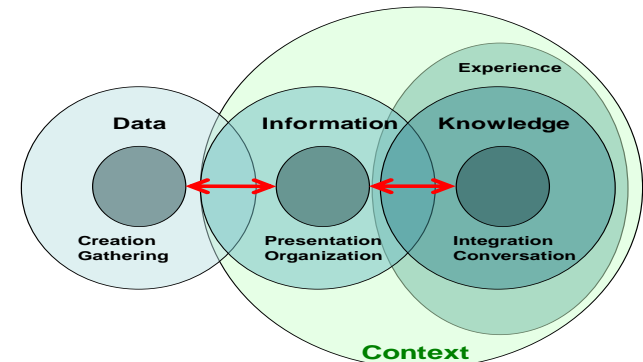 Experience
Data
Information
Knowledge
Creation
Gathering
Presentation
Organization
Integration
Conversation
Context